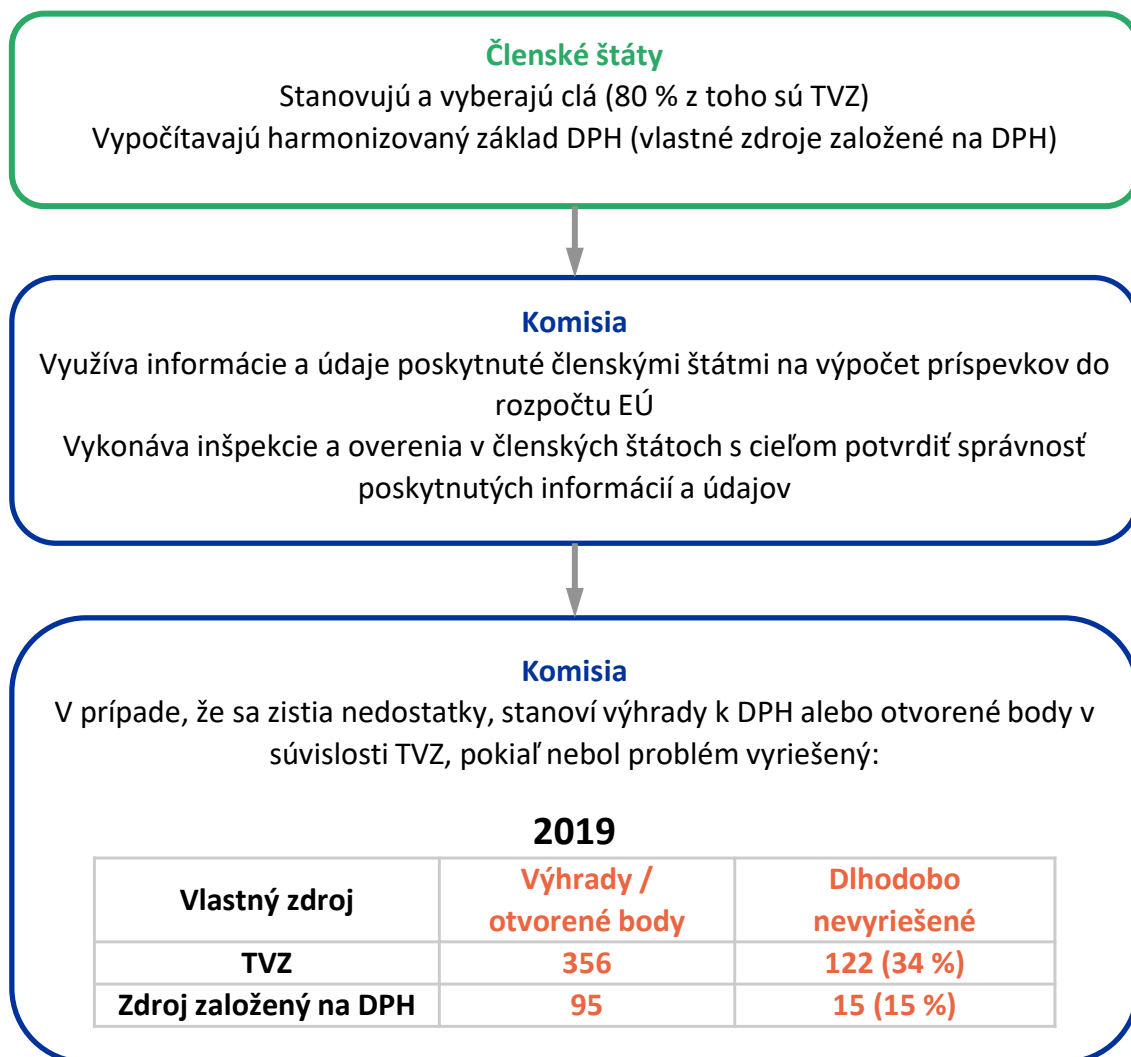 Členské štáty
Stanovujú a vyberajú clá (80 % z toho sú TVZ)
Vypočítavajú harmonizovaný základ DPH (vlastné zdroje založené na DPH)
Komisia
Využíva informácie a údaje poskytnuté členskými štátmi na výpočet príspevkov do
rozpočtu EÚ
Vykonáva inšpekcie a overenia v členských štátoch s cieľom potvrdiť správnosť
poskytnutých informácií a údajov
Komisia
V prípade, že sa zistia nedostatky, stanoví výhrady k DPH alebo otvorené body v
súvislosti TVZ, pokiaľ nebol problém vyriešený:
2019
Vlastný zdroj
Výhrady /
otvorené body
Dlhodobo
nevyriešené
TVZ 356 122 (34 %)
Zdroj založený na DPH 95 15 (15 %)